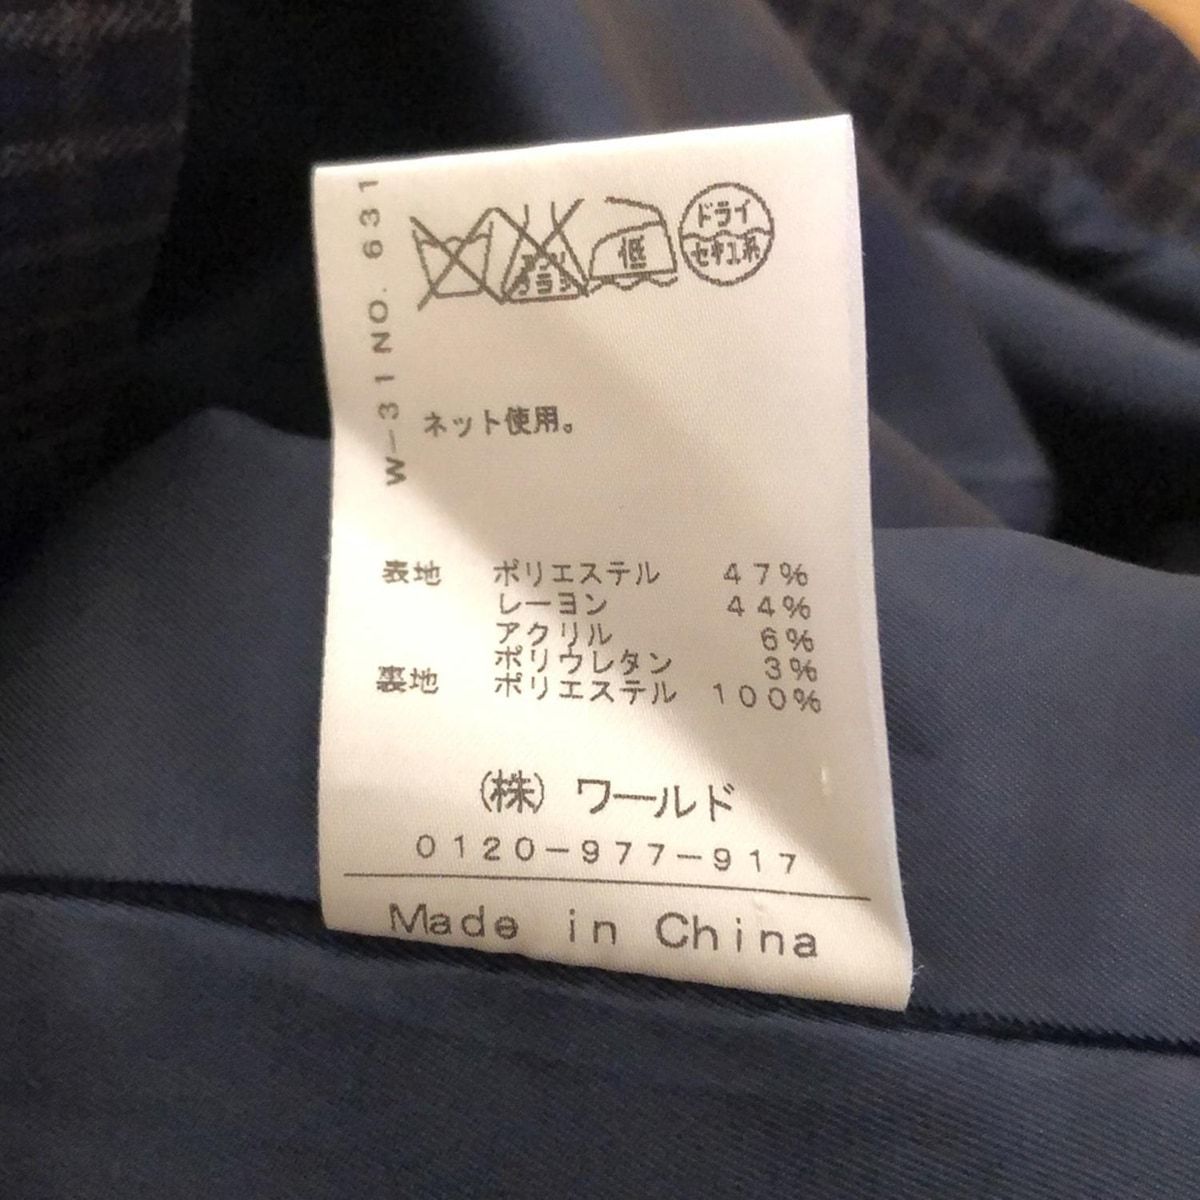 W-31NO. 631
低
ドライ
セキユ系
ネット使用。
表地 ポリエステル 47%
レーヨン 44%
アクリル 6%
ポリウレタン 3%
裏地 ポリエステル 100%
(株) ワールド
0120-977-917
Made in China